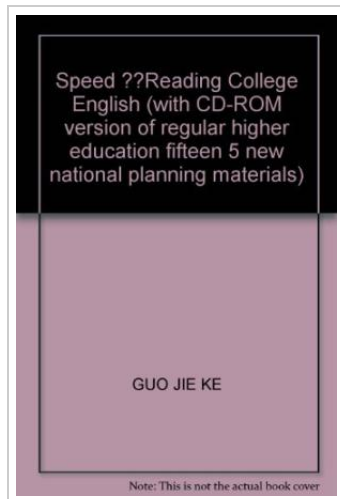 Speed ??Reading College
English (with CD-ROM
version of regular higher
education fifteen 5 new
national planning materials)
GUO JIE KE
Note: This is not the actual book cover